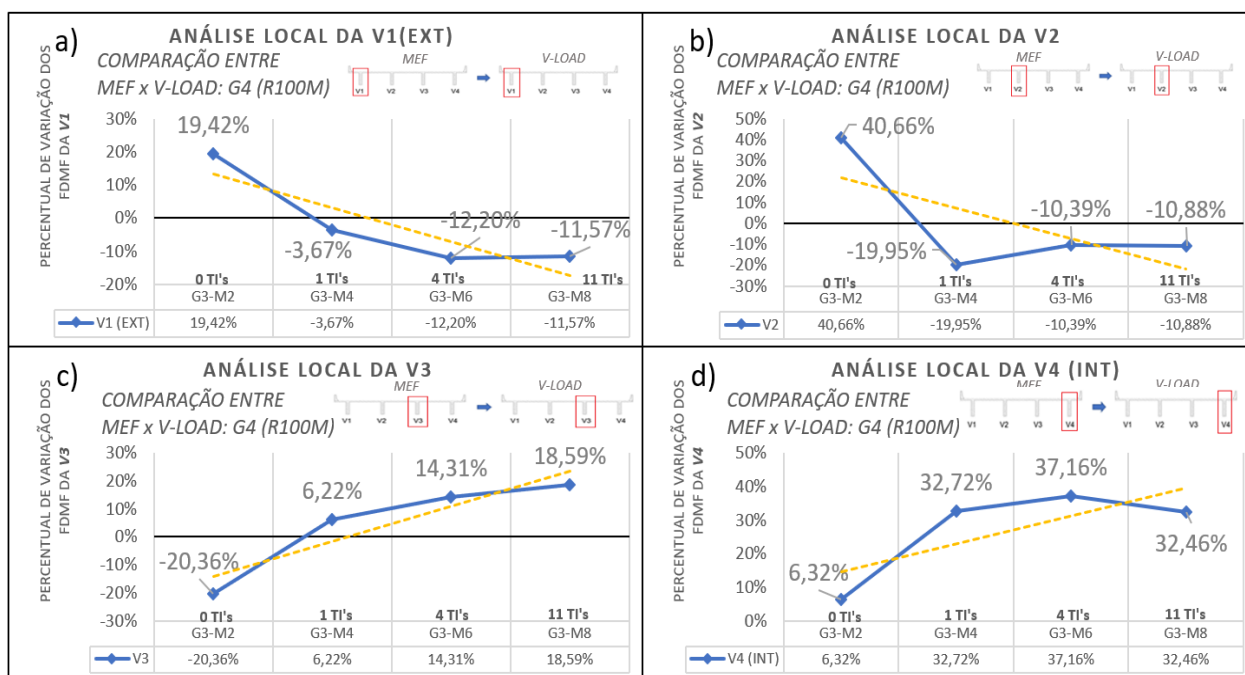 a) ANÁLISE LOCAL DA V1(EXT)
COMPARAÇÃO ENTRE
MEF x V-LOAD: G4 (R100M)
MEF
V-LOAD
V1 V2 V3 V4
V1 V2 V3 V4
PERCENTUAL DE VARIAÇÃO DOS
FDMF DA V1
30%
20%
10%
0%
-10%
-20%
19,42%
-3,67%
-12,20%
-11,57%
0 TI's 1 TI's 4 TI's 11 TI's
G3-M2 G3-M4 G3-M6 G3-M8
V1 (EXT) 19,42% -3,67% -12,20% -11,57%
b) ANÁLISE LOCAL DA V2
COMPARAÇÃO ENTRE
MEF x V-LOAD: G4 (R100M)
MEF
V-LOAD
V1 V2 V3 V4
V1 V2 V3 V4
PERCENTUAL DE VARIAÇÃO DOS
FDMF DA V2
50%
40%
30%
20%
10%
0%
-10%
-20%
-30%
40,66%
-19,95%
-10,39%
-10,88%
0 TI's 1 TI's 4 TI's 11 TI's
G3-M2 G3-M4 G3-M6 G3-M8
V2 40,66% -19,95% -10,39% -10,88%
c) ANÁLISE LOCAL DA V3
COMPARAÇÃO ENTRE
MEF x V-LOAD: G4 (R100M)
MEF
V-LOAD
V1 V2 V3 V4
V1 V2 V3 V4
PERCENTUAL DE VARIAÇÃO DOS
FDMF DA V3
30%
20%
10%
0%
-10%
-20%
-30%
-20,36%
6,22%
14,31%
18,59%
0 TI's 1 TI's 4 TI's 11 TI's
G3-M2 G3-M4 G3-M6 G3-M8
V3 -20,36% 6,22% 14,31% 18,59%
d) ANÁLISE LOCAL DA V4 (INT)
COMPARAÇÃO ENTRE
MEF x V-LOAD: G4 (R100M)
MEF
V-LOAD
V1 V2 V3 V4
V1 V2 V3 V4
PERCENTUAL DE VARIAÇÃO DOS
FDMF DA V4
50%
40%
30%
20%
10%
0%
6,32%
32,72%
37,16%
32,46%
0 TI's 1 TI's 4 TI's 11 TI's
G3-M2 G3-M4 G3-M6 G3-M8
V4 (INT) 6,32% 32,72% 37,16% 32,46%